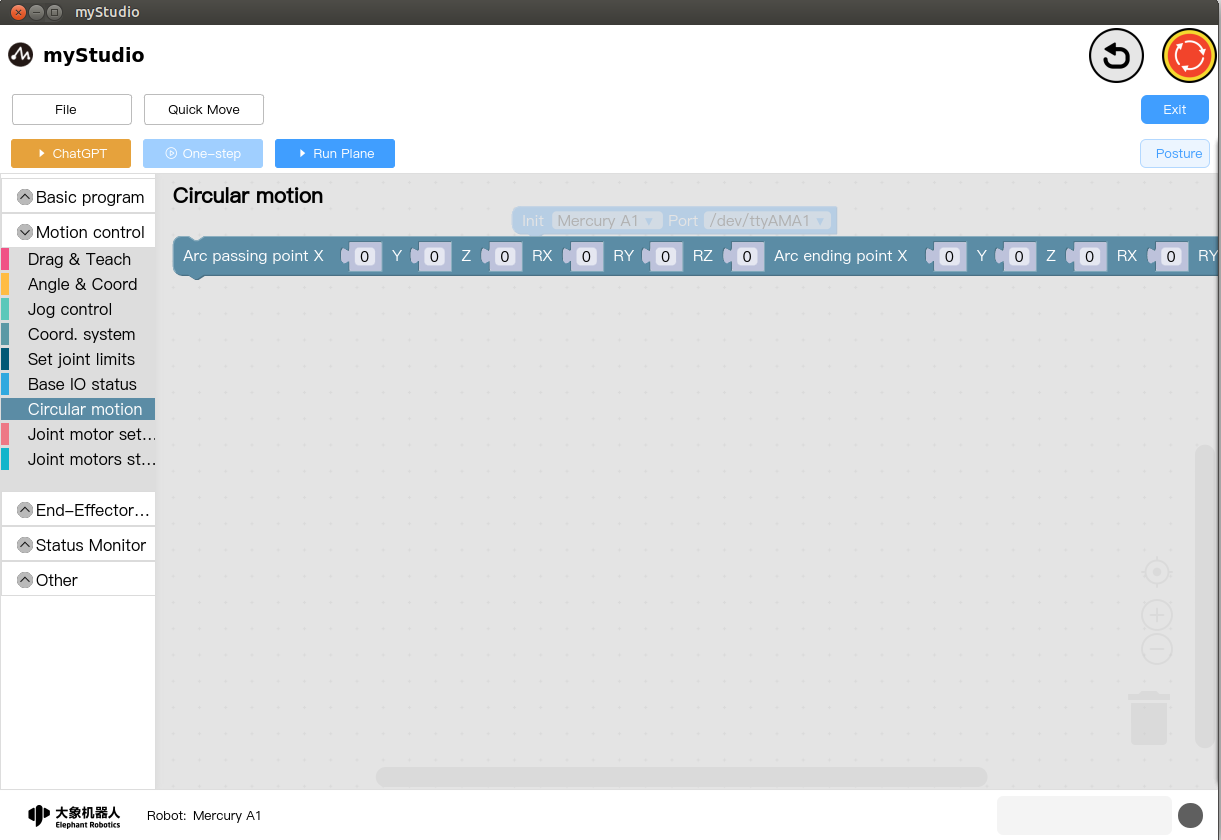 myStudio
myStudio
File Quick Move Exit
ChatGPT One-step Run Plane Posture
Basic program
Motion control
Drag & Teach
Angle & Coord
Jog control
Coord. system
Set joint limits
Base IO status
Circular motion
Joint motor set...
Joint motors st...
End-Effector...
Status Monitor
Other
Circular motion
Init Mercury A1 Port /dev/ttyAMA1
Arc passing point X 0 Y 0 Z 0 RX 0 RY 0 RZ 0 Arc ending point X 0 Y 0 Z 0 RX 0 RY
大象机器人
Elephant Robotics
Robot: Mercury A1